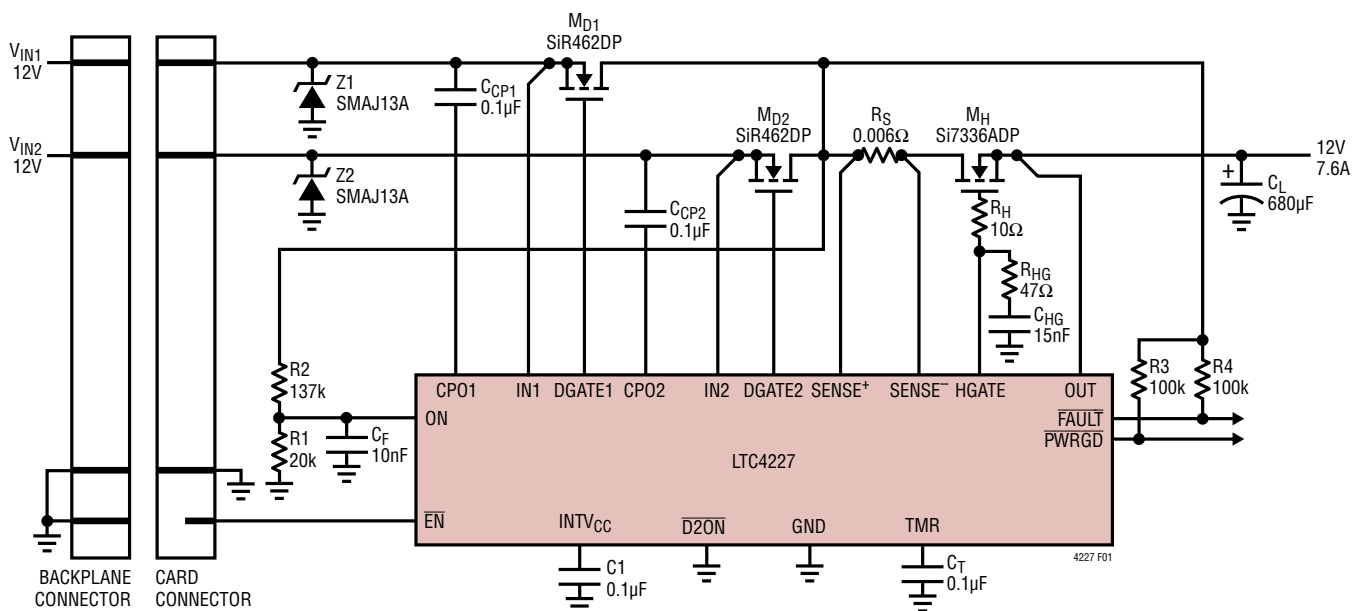 MD1
SiR462DP
VIN1
12V
Z1
SMAJ13A
CCP1
0.1µF
MD2
SiR462DP
RS
0.006Ω
MH
Si7336ADP
VIN2
12V
12V
7.6A
Z2
SMAJ13A
+
CL
680µF
CCP2
0.1µF
RH
10Ω
RHG
47Ω
CHG
15nF
R2
137k
R3
100k
R4
100k
CPO1 IN1 DGATE1 CPO2 IN2 DGATE2 SENSE+ SENSE− HGATE OUT
ON
FAULT
PWRGD
R1
20k
CF
10nF
LTC4227
EN
INTVCC
D2ON
GND
TMR
4227 F01
C1
0.1µF
CT
0.1µF
BACKPLANE
CONNECTOR
CARD
CONNECTOR